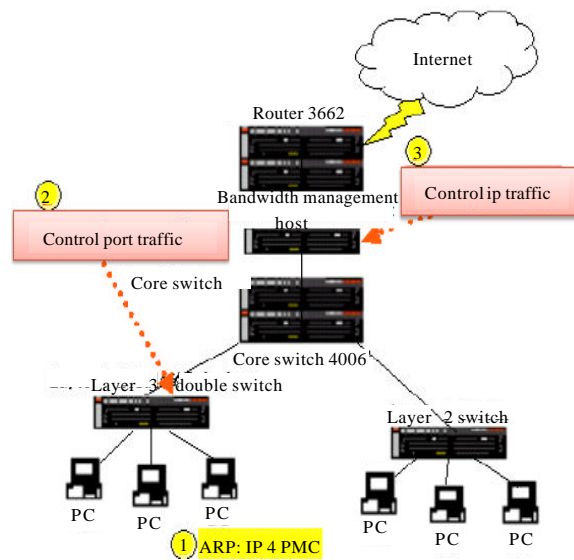 Internet
Router 3662
3
2
Bandwidth management
host
Control ip traffic
Control port traffic
Core switch
Core switch 4006
Layer 3 double switch
Layer 2 switch
PC
PC
PC
PC
PC
PC
1
ARP: IP 4 PMC